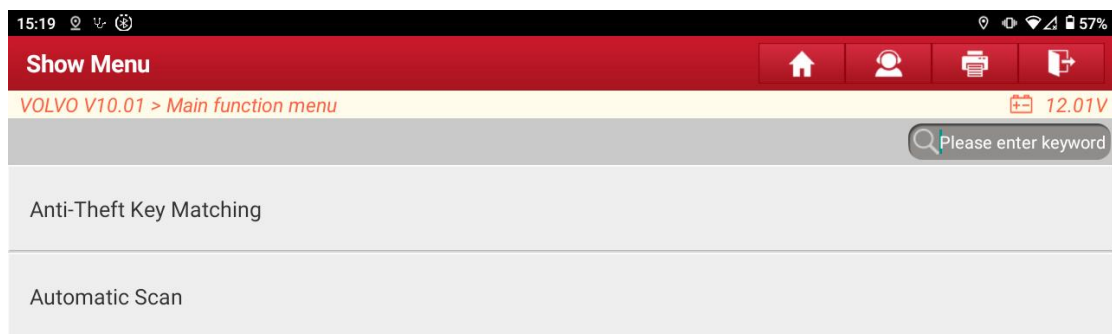 15:19 57%
Show Menu
VOLVO V10.01 > Main function menu 12.01V
Please enter keyword
Anti-Theft Key Matching
Automatic Scan